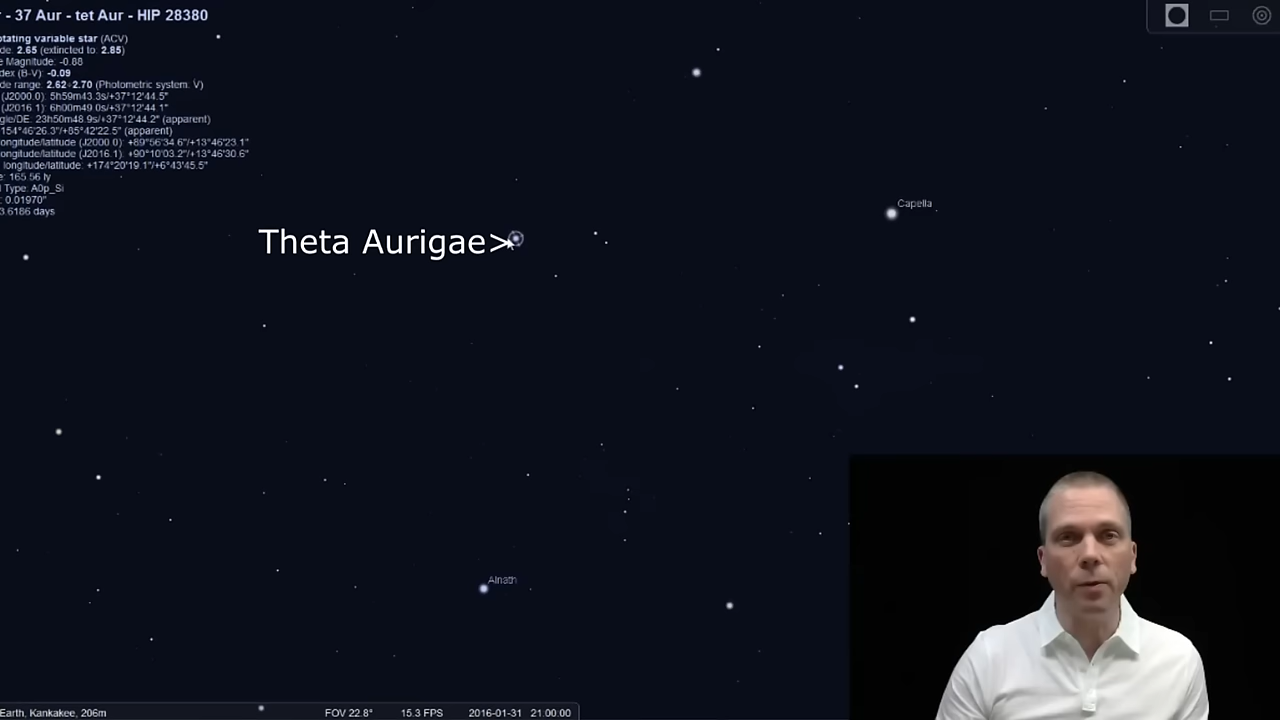 r - 37 Aur - tet Aur - HIP 28380
otating variable star (ACV)
de: 2.65 (extincted to: 2.85)
e Magnitude: -0.88
dex (B-V): -0.09
de range: 2.62÷2.70 (Photometric system: V)
(J2000.0): 5h59m43.3s/+37°12'44.5"
(J2016.1): 6h00m49.0s/+37°12'44.1"
gle/DE: 23h50m48.9s/+37°12'44.2" (apparent)
154°46'26.3"/+85°42'22.5" (apparent)
ongitude/latitude (J2000.0): +89°56'34.6"/+13°46'23.1"
ongitude/latitude (J2016.1): +90°10'03.2"/+13°46'30.6"
longitude/latitude: +174°20'19.1"/+6°43'45.5"
e: 165.56 ly
l Type: A0p_Si
: 0.01970"
3.6186 days
Capella
Theta Aurigae>
Alnath
Earth, Kankakee, 206m
FOV 22.8°
15.3 FPS
2016-01-31 21:00:00